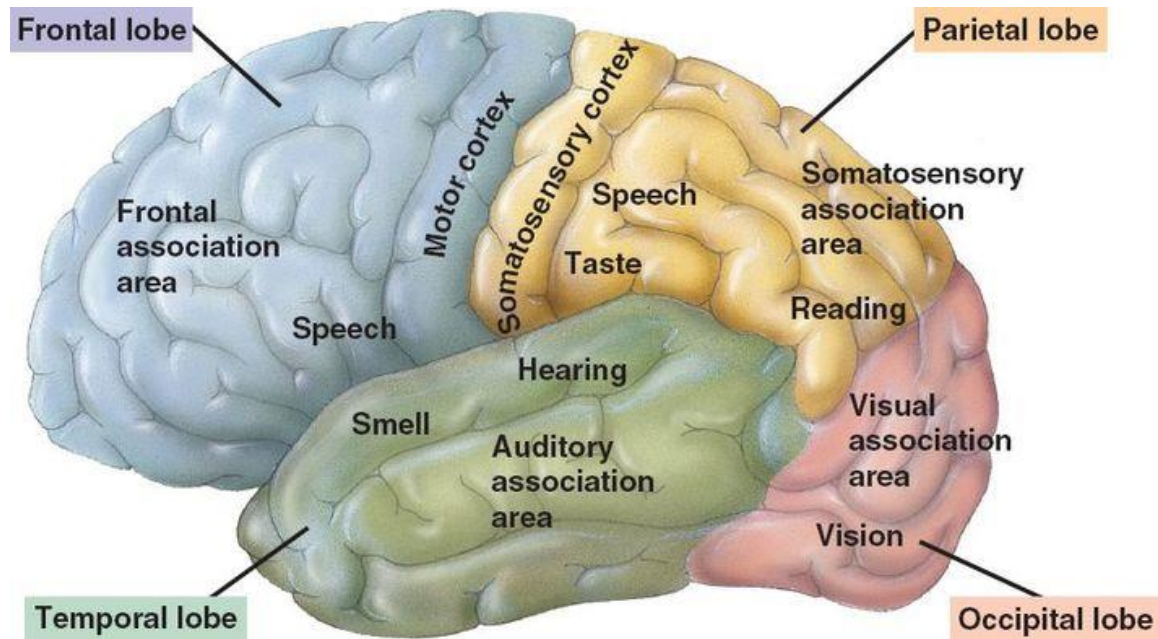 Frontal lobe
Parietal lobe
Motor cortex
Somatosensory cortex
Frontal
association
area
Speech
Speech
Taste
Somatosensory
association
area
Reading
Hearing
Smell
Auditory
association
area
Visual
association
area
Vision
Temporal lobe
Occipital lobe